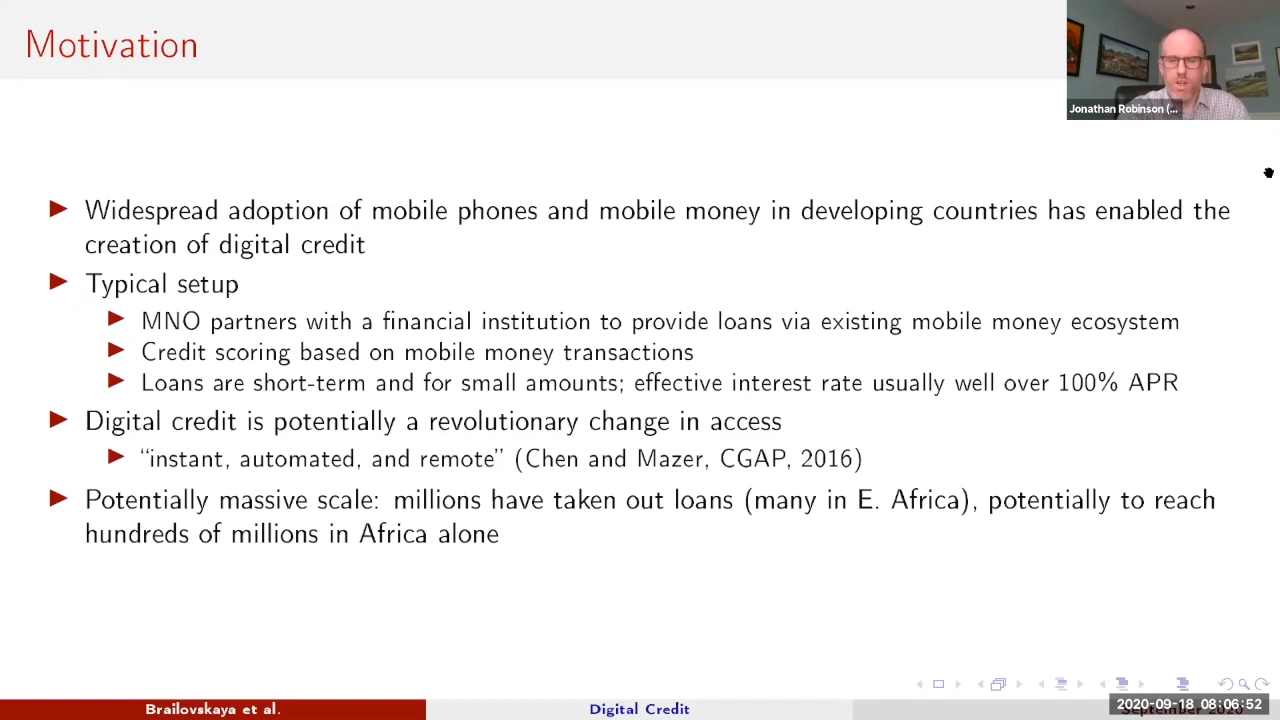 Motivation
Jonathan Robinson (...
▶ Widespread adoption of mobile phones and mobile money in developing countries has enabled the
creation of digital credit
▶ Typical setup
▶ MNO partners with a financial institution to provide loans via existing mobile money ecosystem
▶ Credit scoring based on mobile money transactions
▶ Loans are short-term and for small amounts; effective interest rate usually well over 100% APR
▶ Digital credit is potentially a revolutionary change in access
▶ “instant, automated, and remote” (Chen and Mazer, CGAP, 2016)
▶ Potentially massive scale: millions have taken out loans (many in E. Africa), potentially to reach
hundreds of millions in Africa alone
Brailovskaya et al.
Digital Credit
2020-09-18 08:06:52